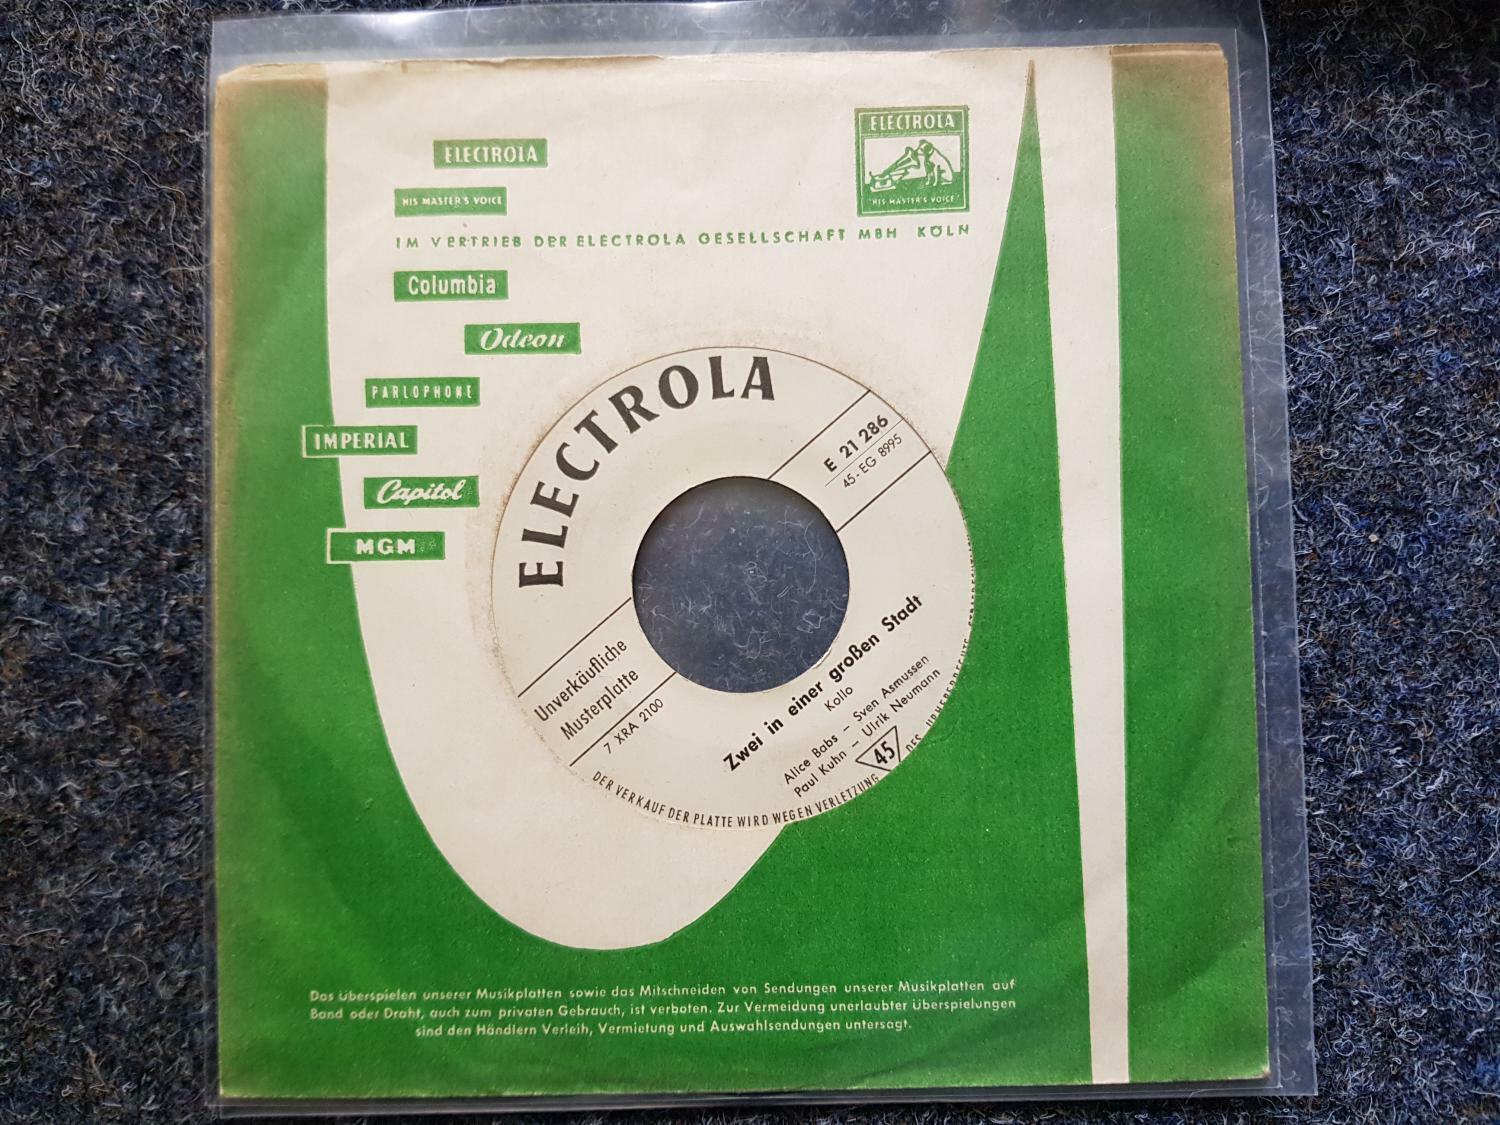 ELECTROLA
HIS MASTER'S VOICE
ELECTROLA
"HIS MASTER'S VOICE"
IM VERTRIEB DER ELECTROLA GESELLSCHAFT MBH KÖLN
Columbia
Odeon
PARLOPHONE
IMPERIAL
Capitol
MGM
ELECTROLA
E 21 286
45-EG 8995
Unverkäufliche
Musterplatte
7 XRA 2100
Zwei in einer großen Stadt
Kollo
Alice Babs – Sven Asmussen
Paul Kuhn – Ulrik Neumann
45
DER VERKAUF DER PLATTE WIRD WEGEN VERLETZUNG DES URHEBERRECHTS
Das Überspielen unserer Musikplatten sowie das Mitschneiden von Sendungen unserer Musikplatten auf
Band oder Draht, auch zum privaten Gebrauch, ist verboten. Zur Vermeidung unerlaubter Überspielungen
sind den Händlern Verleih, Vermietung und Auswahlsendungen untersagt.